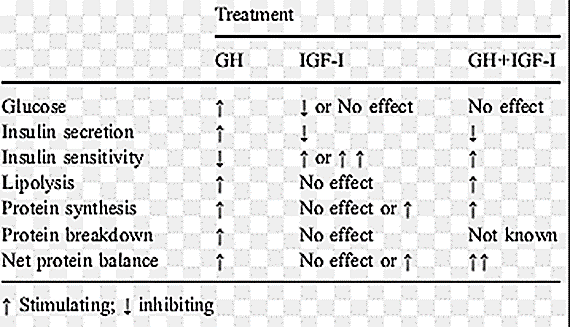 Treatment
GH IGF-I GH+IGF-I
Glucose ↑ ↓ or No effect No effect
Insulin secretion ↑ ↓ ↓
Insulin sensitivity ↓ ↑ or ↑ ↑ ↑
Lipolysis ↑ No effect ↑
Protein synthesis ↑ No effect or ↑ ↑
Protein breakdown ↑ No effect Not known
Net protein balance ↑ No effect or ↑ ↑↑
↑ Stimulating; ↓ inhibiting